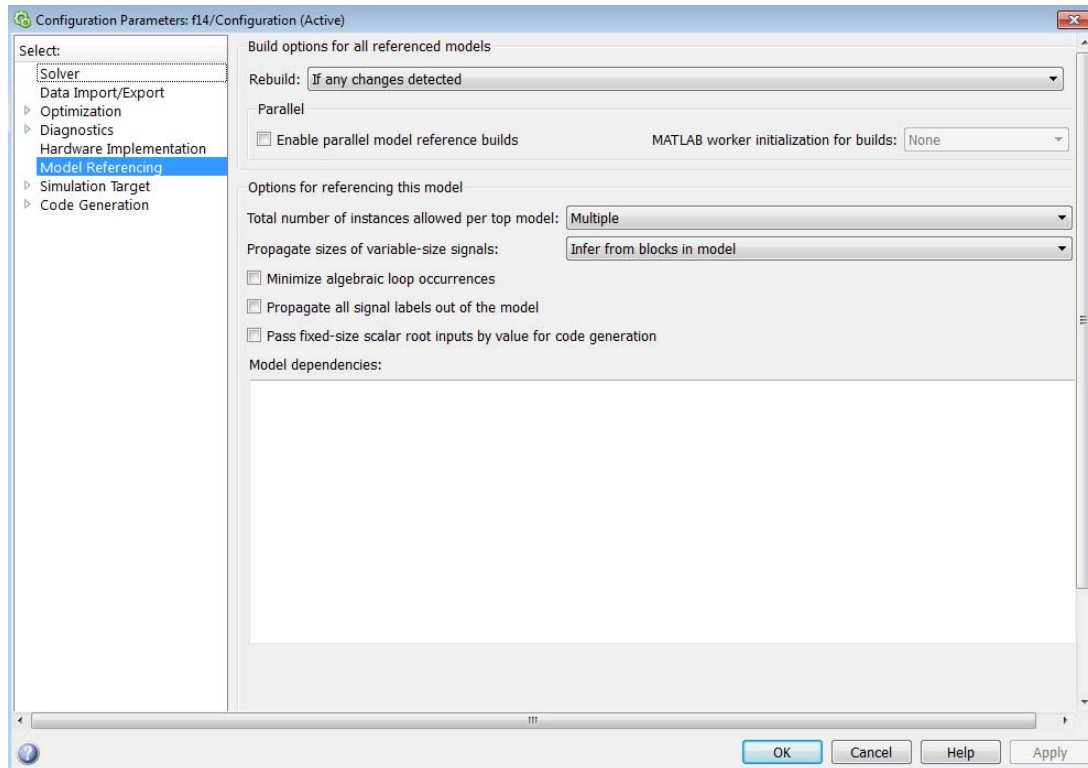 Configuration Parameters: f14/Configuration (Active)
Select:
Solver
Data Import/Export
Optimization
Diagnostics
Hardware Implementation
Model Referencing
Simulation Target
Code Generation
Build options for all referenced models
Rebuild: If any changes detected
Parallel
Enable parallel model reference builds MATLAB worker initialization for builds: None
Options for referencing this model
Total number of instances allowed per top model: Multiple
Propagate sizes of variable-size signals: Infer from blocks in model
Minimize algebraic loop occurrences
Propagate all signal labels out of the model
Pass fixed-size scalar root inputs by value for code generation
Model dependencies:
OK Cancel Help Apply